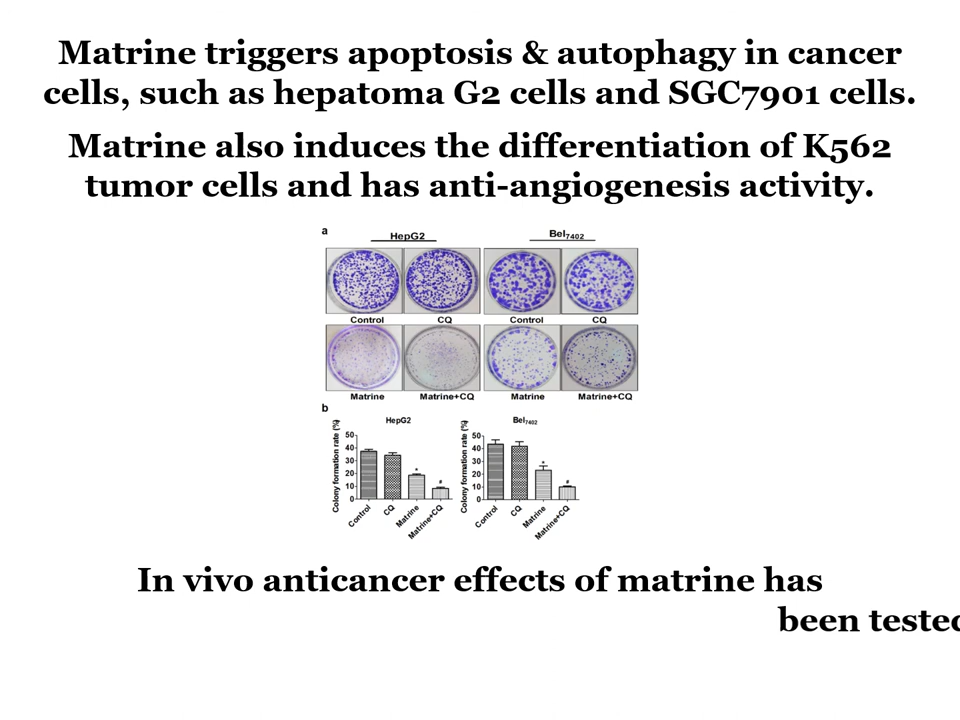 Matrine triggers apoptosis & autophagy in cancer
cells, such as hepatoma G2 cells and SGC7901 cells.
Matrine also induces the differentiation of K562
tumor cells and has anti-angiogenesis activity.
a
HepG2
Bel7402
Control
CQ
Control
CQ
Matrine
Matrine+CQ
Matrine
Matrine+CQ
b
HepG2
Colony formation rate (%)
50
40
30
20
10
0
*
#
Control
CQ
Matrine
Matrine+CQ
Bel7402
Colony formation rate (%)
50
40
30
20
10
0
*
#
Control
CQ
Matrine
Matrine+CQ
In vivo anticancer effects of matrine has
been tested